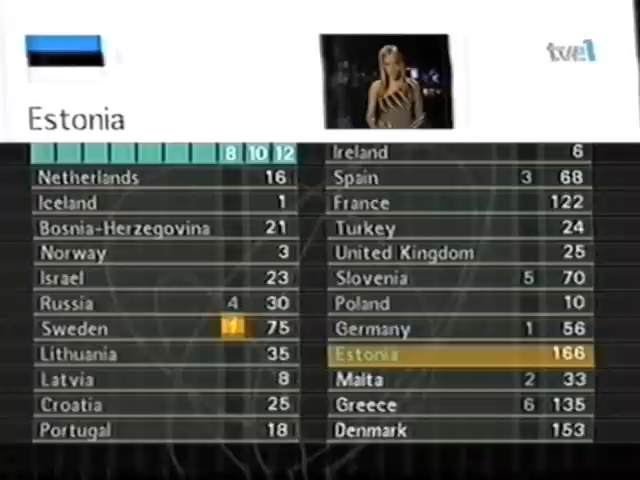 tve1
Estonia
8 10 12
Netherlands 16
Iceland 1
Bosnia-Herzegovina 21
Norway 3
Israel 23
Russia 4 30
Sweden 75
Lithuania 35
Latvia 8
Croatia 25
Portugal 18
Ireland 6
Spain 3 68
France 122
Turkey 24
United Kingdom 25
Slovenia 5 70
Poland 10
Germany 1 56
Estonia 166
Malta 2 33
Greece 6 135
Denmark 153